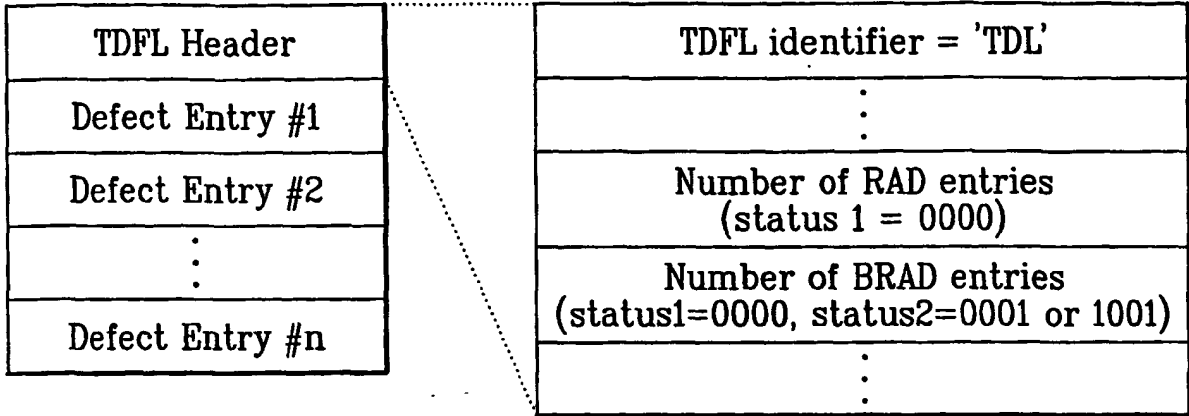 TDFL Header
Defect Entry #1
Defect Entry #2
Defect Entry #n
TDFL identifier = 'TDL'
Number of RAD entries
(status 1 = 0000)
Number of BRAD entries
(status1=0000, status2=0001 or 1001)